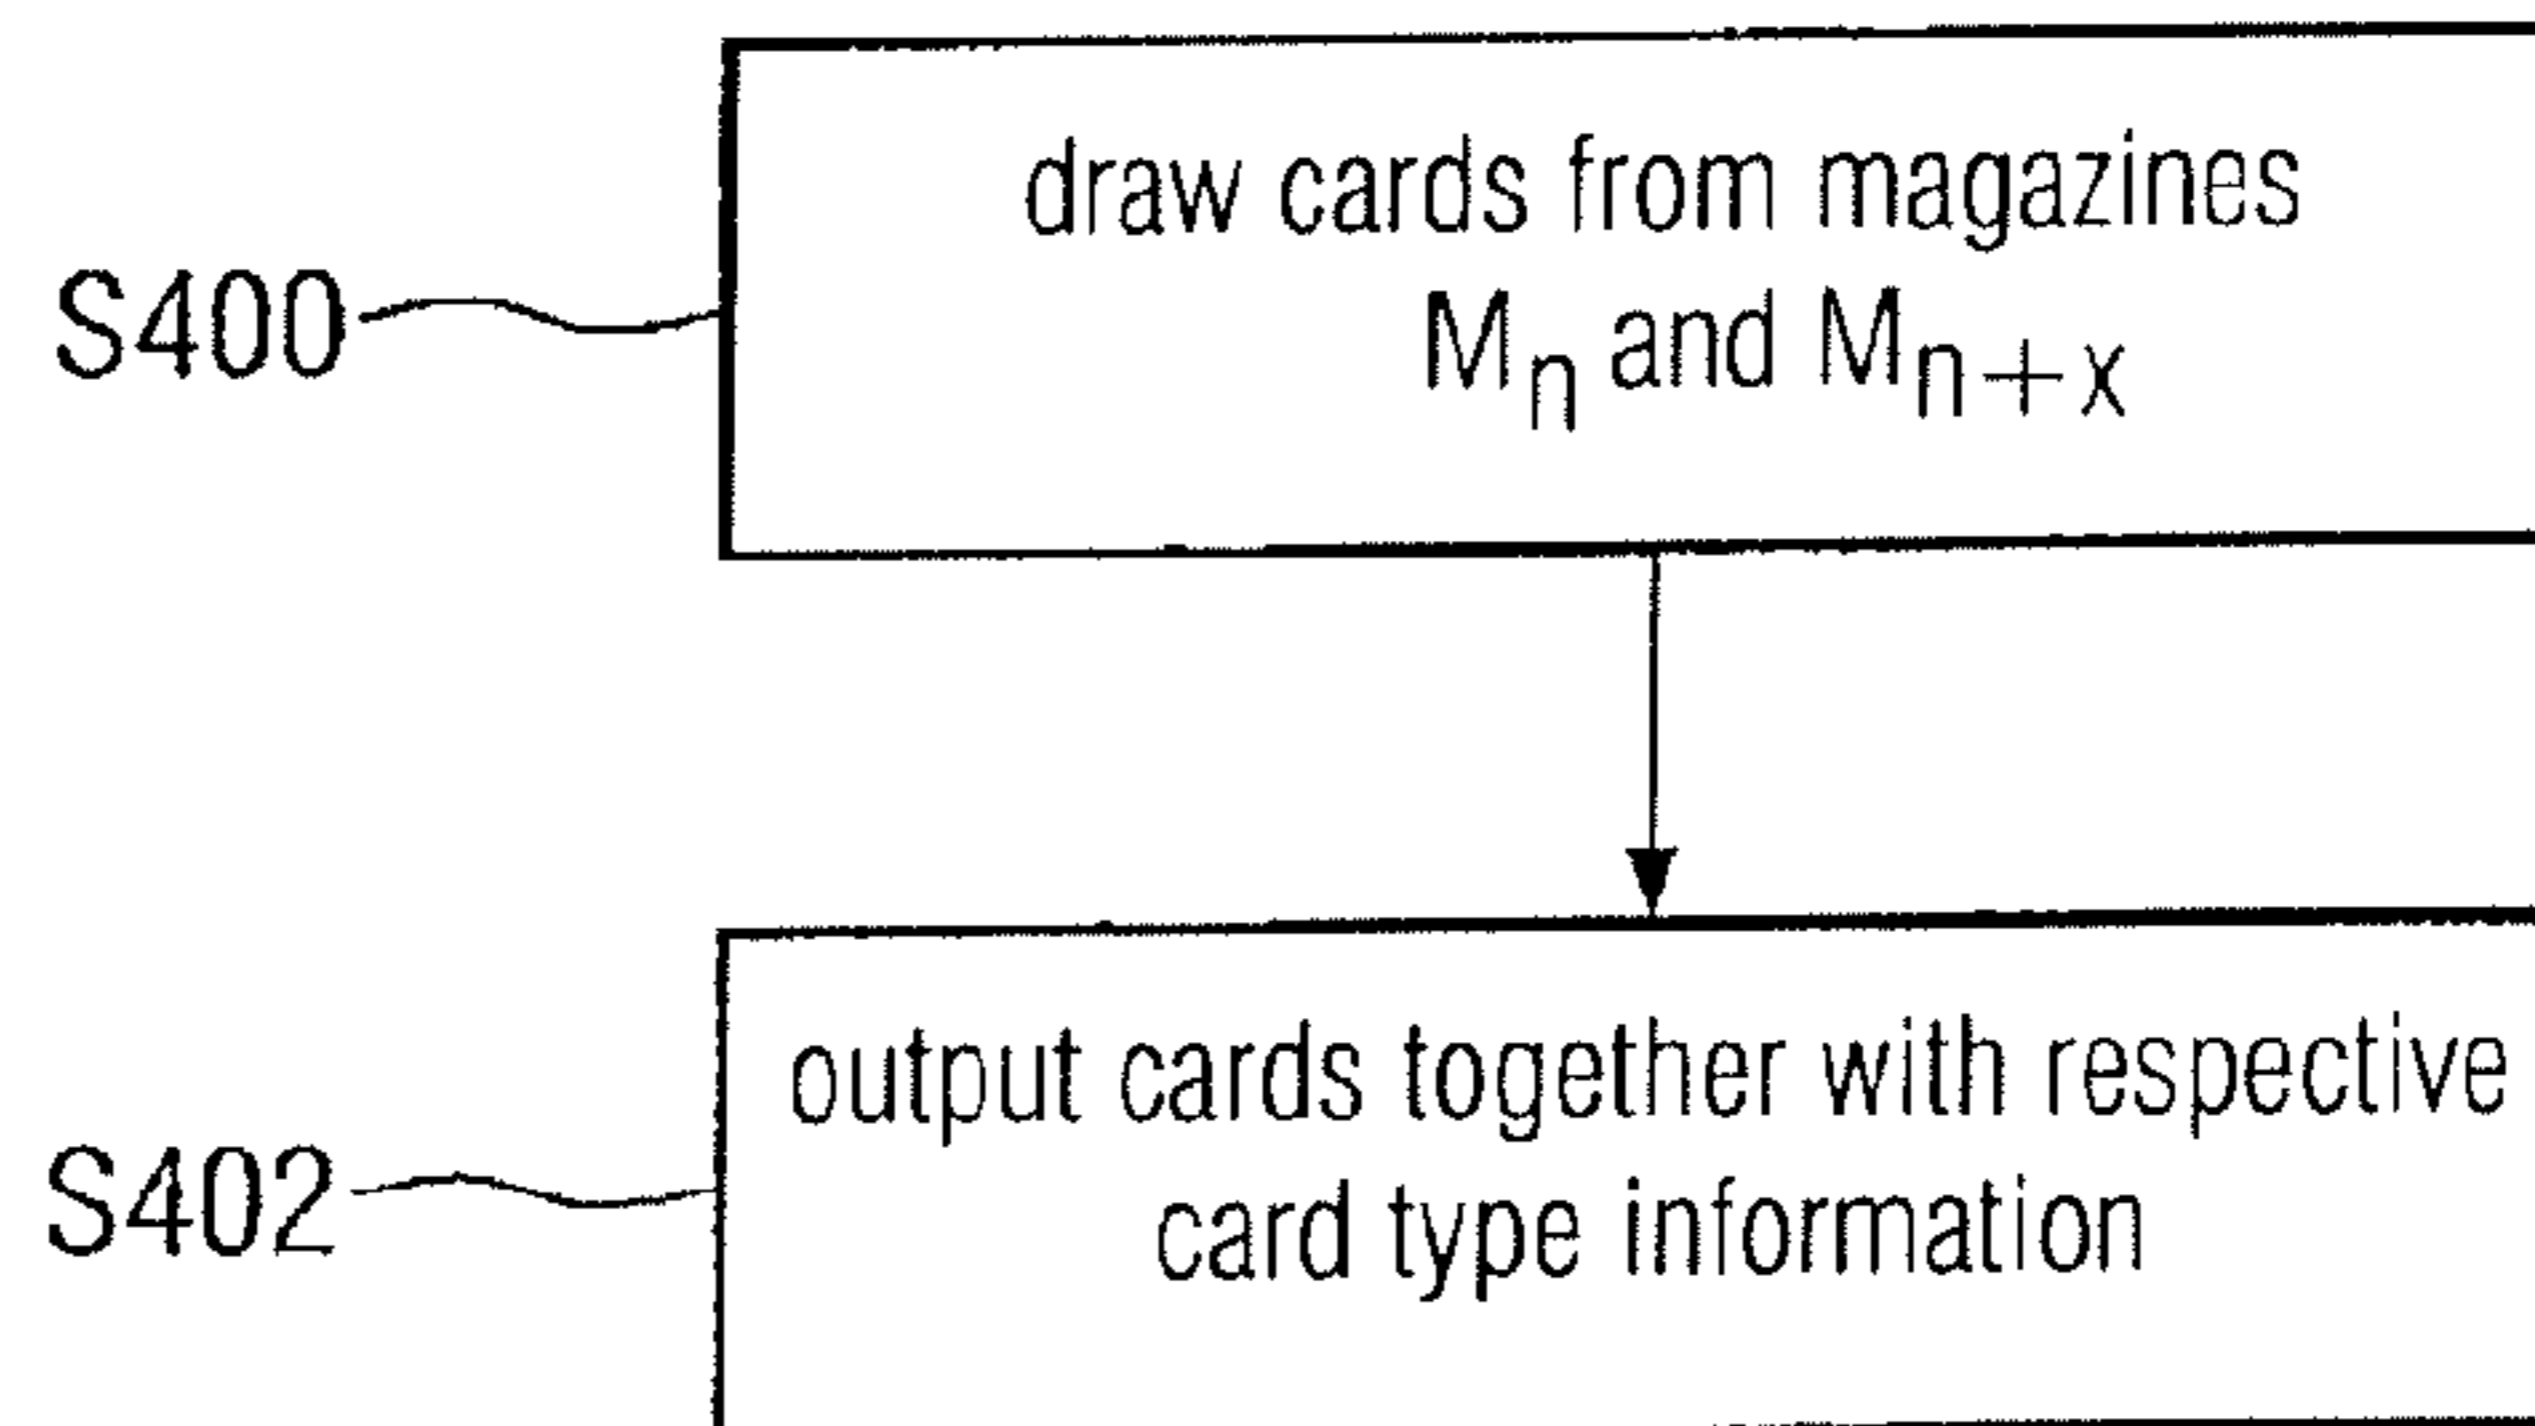 draw cards from magazines
S400
Mₙ and Mₙ₊ₓ
output cards together with respective
S402
card type information